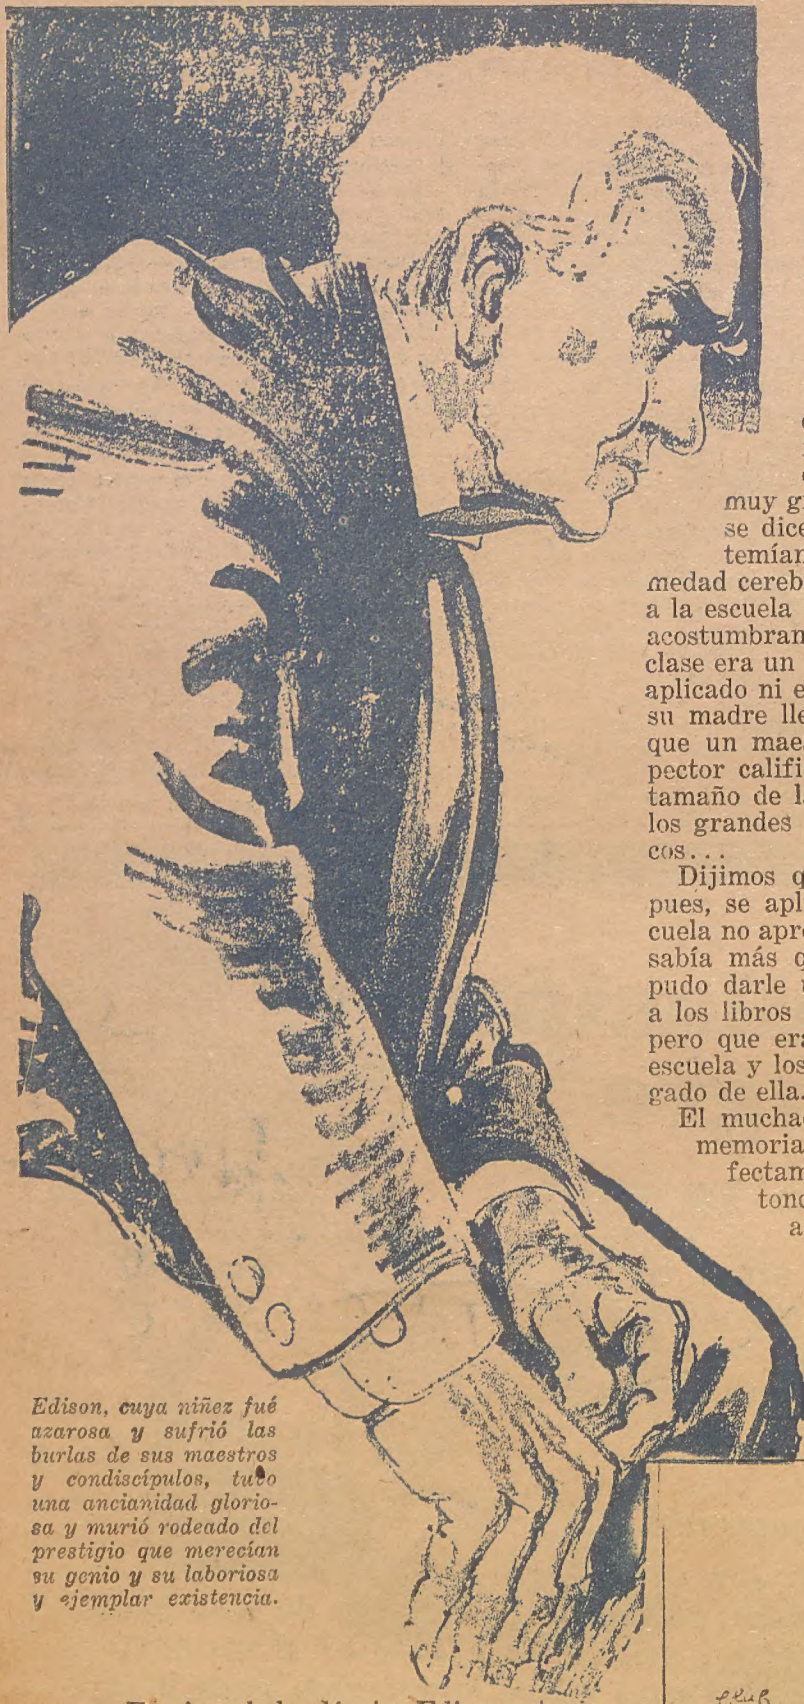 muy g
se dice
temían
medad cereb
a la escuela
acostumbran
clase era un
aplicado ni e
su madre lle
que un maes
pector califi
tamaño de l
los grandes
cos...
Dijimos q
pues, se apl
cuela no apre
sabía más q
pudo darle
a los libros
pero que era
escuela y los
gado de ella.
El mucha
memoria
fectam
tonc
a
Edison, cuya niñez fué
azarosa y sufrió las
burlas de sus maestros
y condiscípulos, tuvo
una ancianidad glorio-
sa y murió rodeado del
prestigio que merecían
su genio y su laboriosa
y ejemplar existencia.